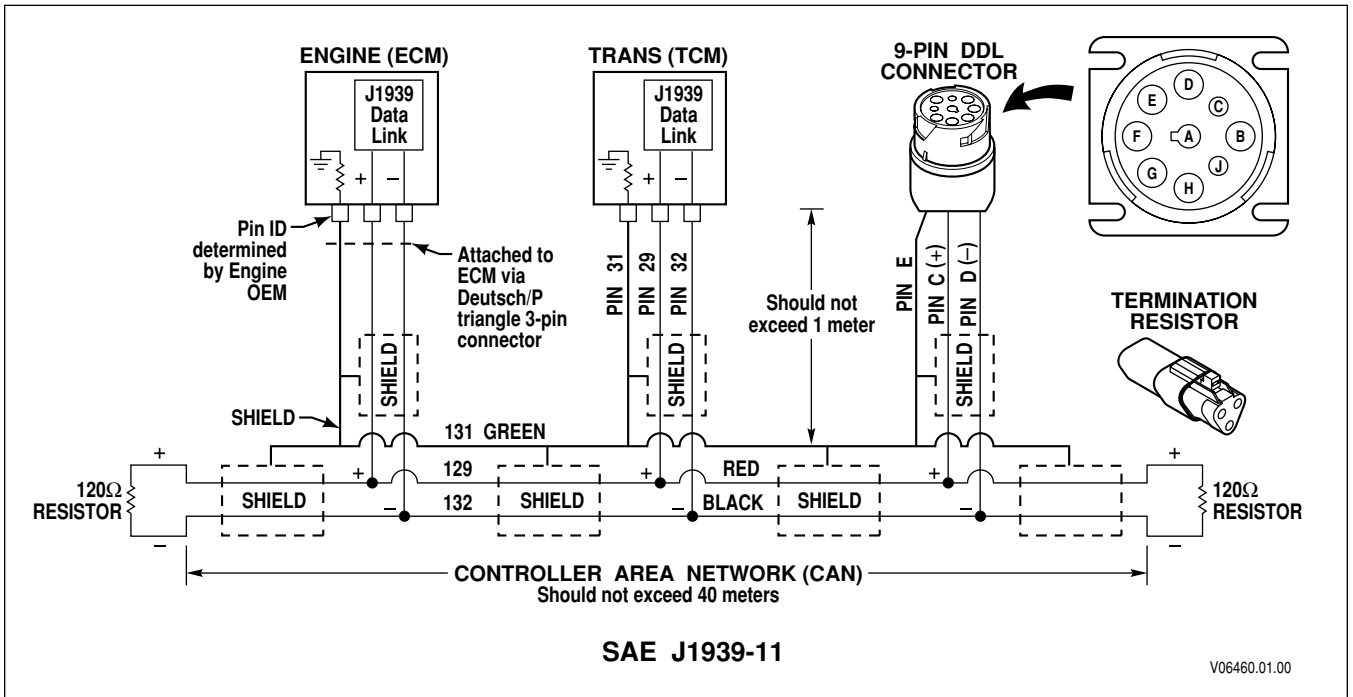 ENGINE (ECM)
J1939
Data
Link
+ −
TRANS (TCM)
J1939
Data
Link
+ −
9-PIN DDL
CONNECTOR
D
E
C
F
A
B
G
J
H
Pin ID
determined
by Engine
OEM
Attached to
ECM via
Deutsch/P
triangle 3-pin
connector
PIN 31
PIN 29
PIN 32
Should not
exceed 1 meter
PIN E
PIN C (+)
PIN D (−)
TERMINATION
RESISTOR
SHIELD
SHIELD
SHIELD
SHIELD
131 GREEN
+
129
+
+
RED
+
+
120Ω
RESISTOR
SHIELD
132
−
SHIELD
−
BLACK
SHIELD
−
120Ω
RESISTOR
−
−
CONTROLLER AREA NETWORK (CAN)
Should not exceed 40 meters
SAE J1939-11
V06460.01.00